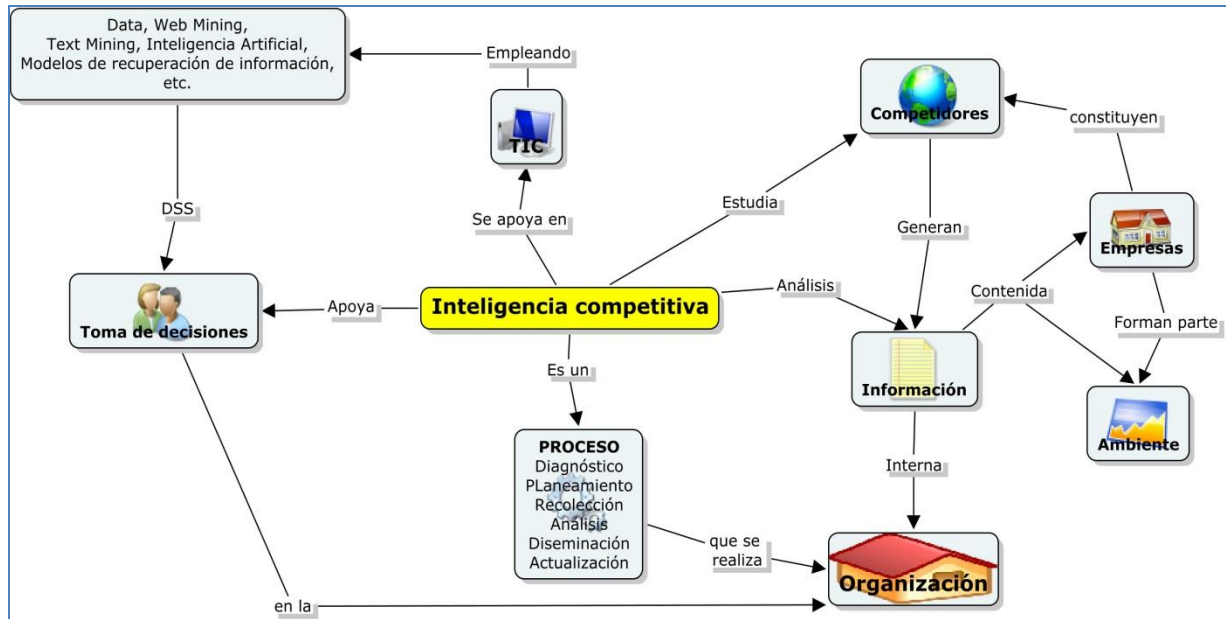 Data, Web Mining,
Text Mining, Inteligencia Artificial,
Modelos de recuperación de información,
etc.
Empleando
TIC
Competidores
constituyen
DSS
Se apoya en
Estudia
Generan
Empresas
Toma de decisiones
Apoya
Inteligencia competitiva
Análisis
Contenida
Forman parte
Es un
Información
Ambiente
PROCESO
Diagnóstico
PLaneamiento
Recolección
Análisis
Diseminación
Actualización
Interna
que se
realiza
Organización
en la